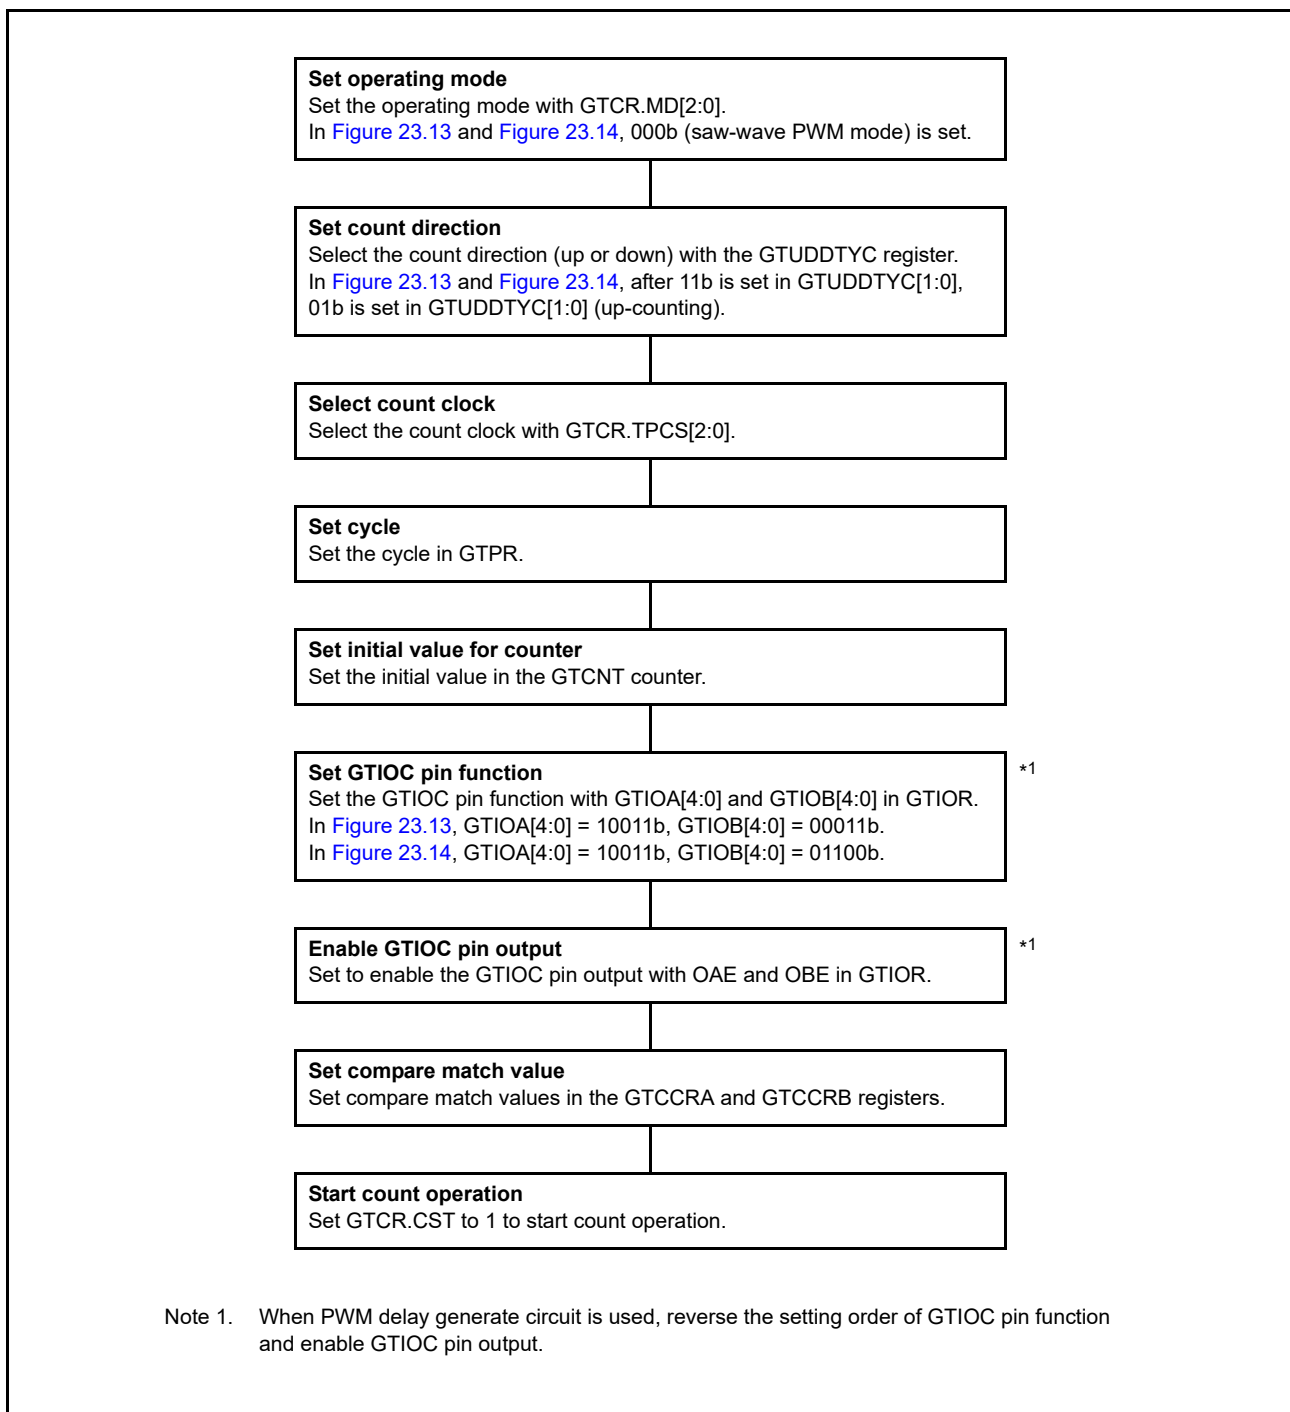 Set operating mode
Set the operating mode with GTCR.MD[2:0].
In Figure 23.13 and Figure 23.14, 000b (saw-wave PWM mode) is set.
Set count direction
Select the count direction (up or down) with the GTUDDTYC register.
In Figure 23.13 and Figure 23.14, after 11b is set in GTUDDTYC[1:0],
01b is set in GTUDDTYC[1:0] (up-counting).
Select count clock
Select the count clock with GTCR.TPCS[2:0].
Set cycle
Set the cycle in GTPR.
Set initial value for counter
Set the initial value in the GTCNT counter.
Set GTIOC pin function *1
Set the GTIOC pin function with GTIOA[4:0] and GTIOB[4:0] in GTIOR.
In Figure 23.13, GTIOA[4:0] = 10011b, GTIOB[4:0] = 00011b.
In Figure 23.14, GTIOA[4:0] = 10011b, GTIOB[4:0] = 01100b.
Enable GTIOC pin output *1
Set to enable the GTIOC pin output with OAE and OBE in GTIOR.
Set compare match value
Set compare match values in the GTCCRA and GTCCRB registers.
Start count operation
Set GTCR.CST to 1 to start count operation.
Note 1. When PWM delay generate circuit is used, reverse the setting order of GTIOC pin function
and enable GTIOC pin output.